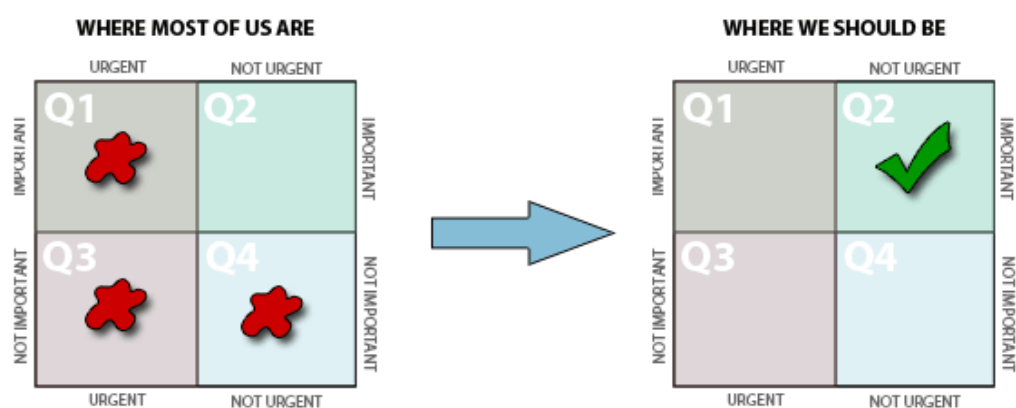 WHERE MOST OF US ARE
WHERE WE SHOULD BE
URGENT
NOT URGENT
URGENT
NOT URGENT
Q1
Q2
Q1
Q2
IMPORTANT
IMPORTANT
IMPORTANT
IMPORTANT
Q3
Q4
Q3
Q4
NOT IMPORTANT
NOT IMPORTANT
NOT IMPORTANT
NOT IMPORTANT
URGENT
NOT URGENT
URGENT
NOT URGENT